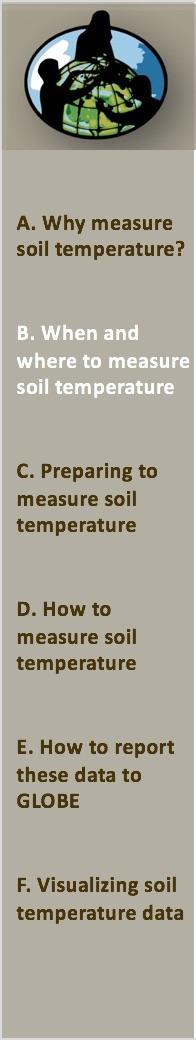 A. Why measure
soil temperature?
B. When and
where to measure
soil temperature
C. Preparing to
measure soil
temperature
D. How to
measure soil
temperature
E. How to report
these data to
GLOBE
F. Visualizing soil
temperature data